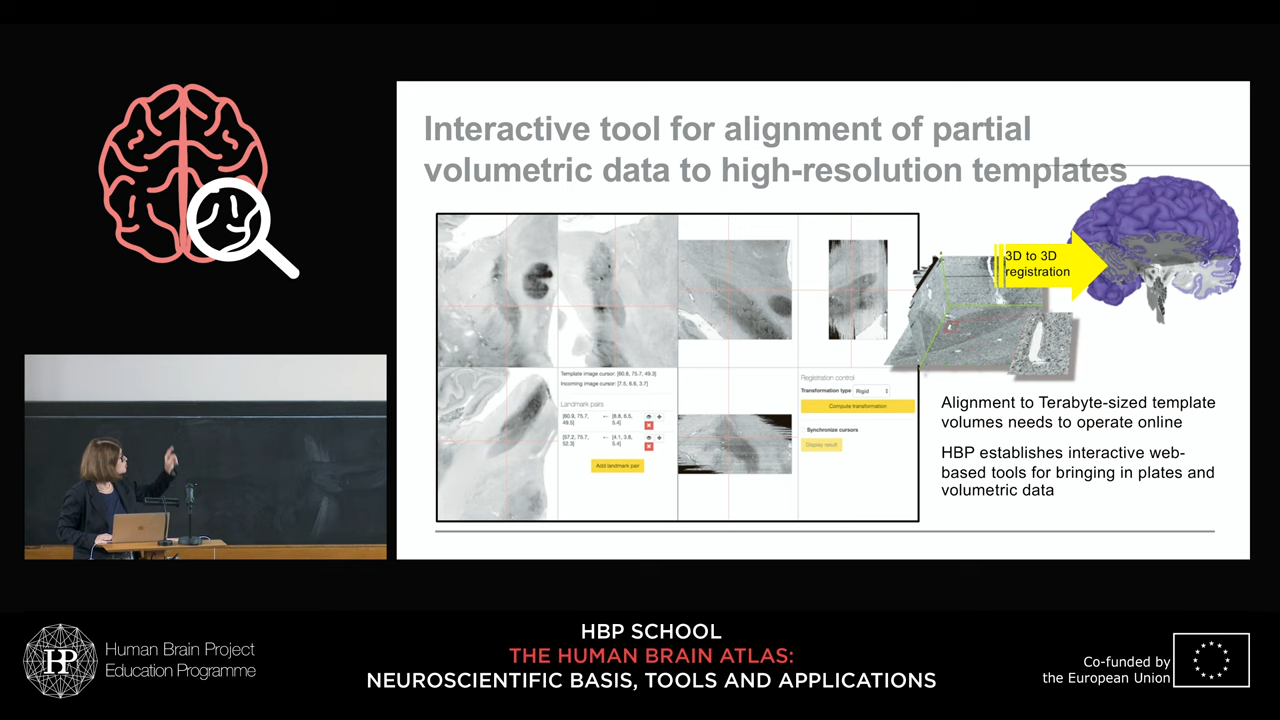 Interactive tool for alignment of partial
volumetric data to high-resolution templates
3D to 3D
registration
Template image cursor: [60.8, 75.7, 49.3]
Incoming image cursor: [7.5, 6.6, 3.7]
Landmark pairs
[60.9, 75.7,
49.5]
←
[8.8, 6.5,
5.4]
[57.2, 75.7,
52.3]
←
[4.1, 3.8,
5.4]
Add landmark pair
Registration control
Transformation type Rigid
Compute transformation
Synchronize cursors
Display result
Alignment to Terabyte-sized template
volumes needs to operate online
HBP establishes interactive web-
based tools for bringing in plates and
volumetric data
HBP
Human Brain Project
Education Programme
HBP SCHOOL
THE HUMAN BRAIN ATLAS:
NEUROSCIENTIFIC BASIS, TOOLS AND APPLICATIONS
Co-funded by
the European Union